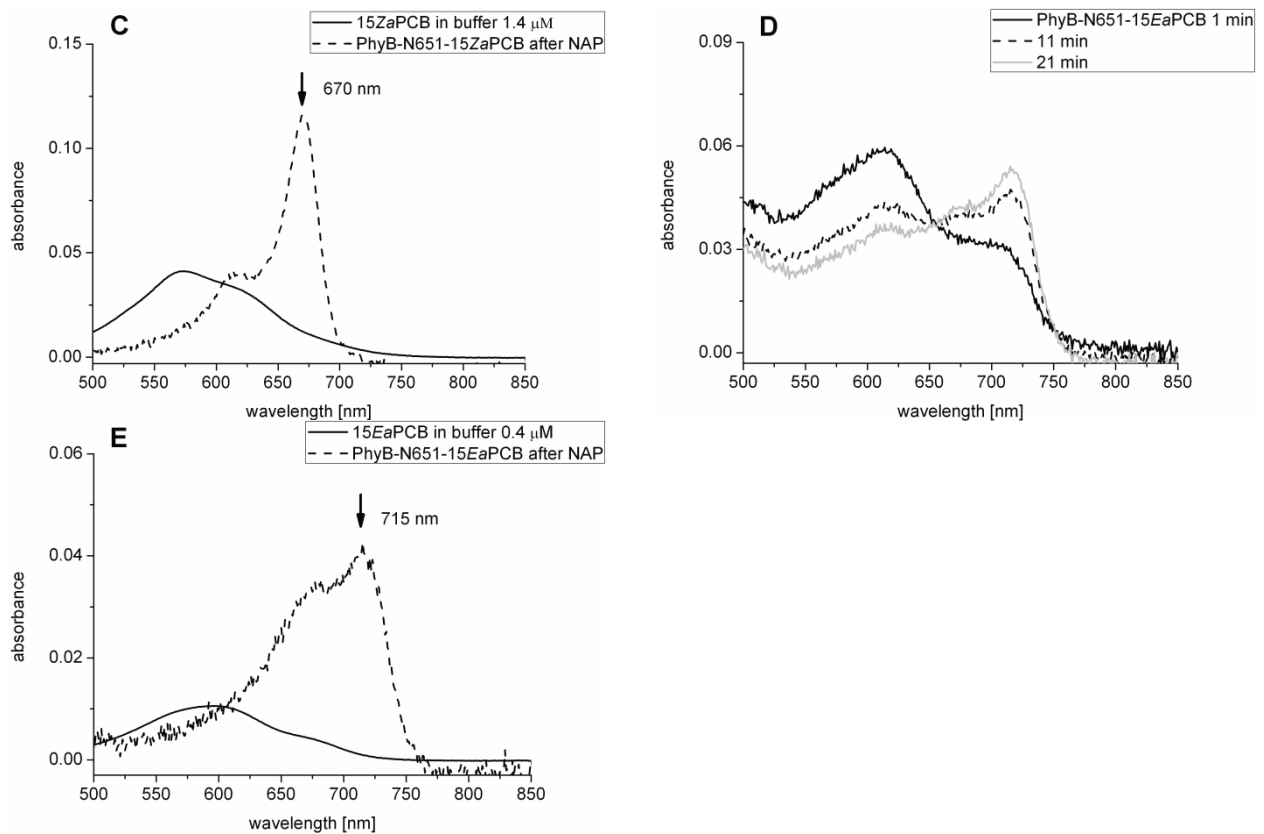 C
15ZaPCB in buffer 1.4 μM
PhyB-N651-15ZaPCB after NAP
0.15
0.10
0.05
0.00
670 nm
absorbance
500 550 600 650 700 750 800 850
wavelength [nm]
D
PhyB-N651-15EaPCB 1 min
11 min
21 min
0.09
0.06
0.03
0.00
absorbance
500 550 600 650 700 750 800 850
wavelength [nm]
E
15EaPCB in buffer 0.4 μM
PhyB-N651-15EaPCB after NAP
0.06
0.04
0.02
0.00
715 nm
absorbance
500 550 600 650 700 750 800 850
wavelength [nm]